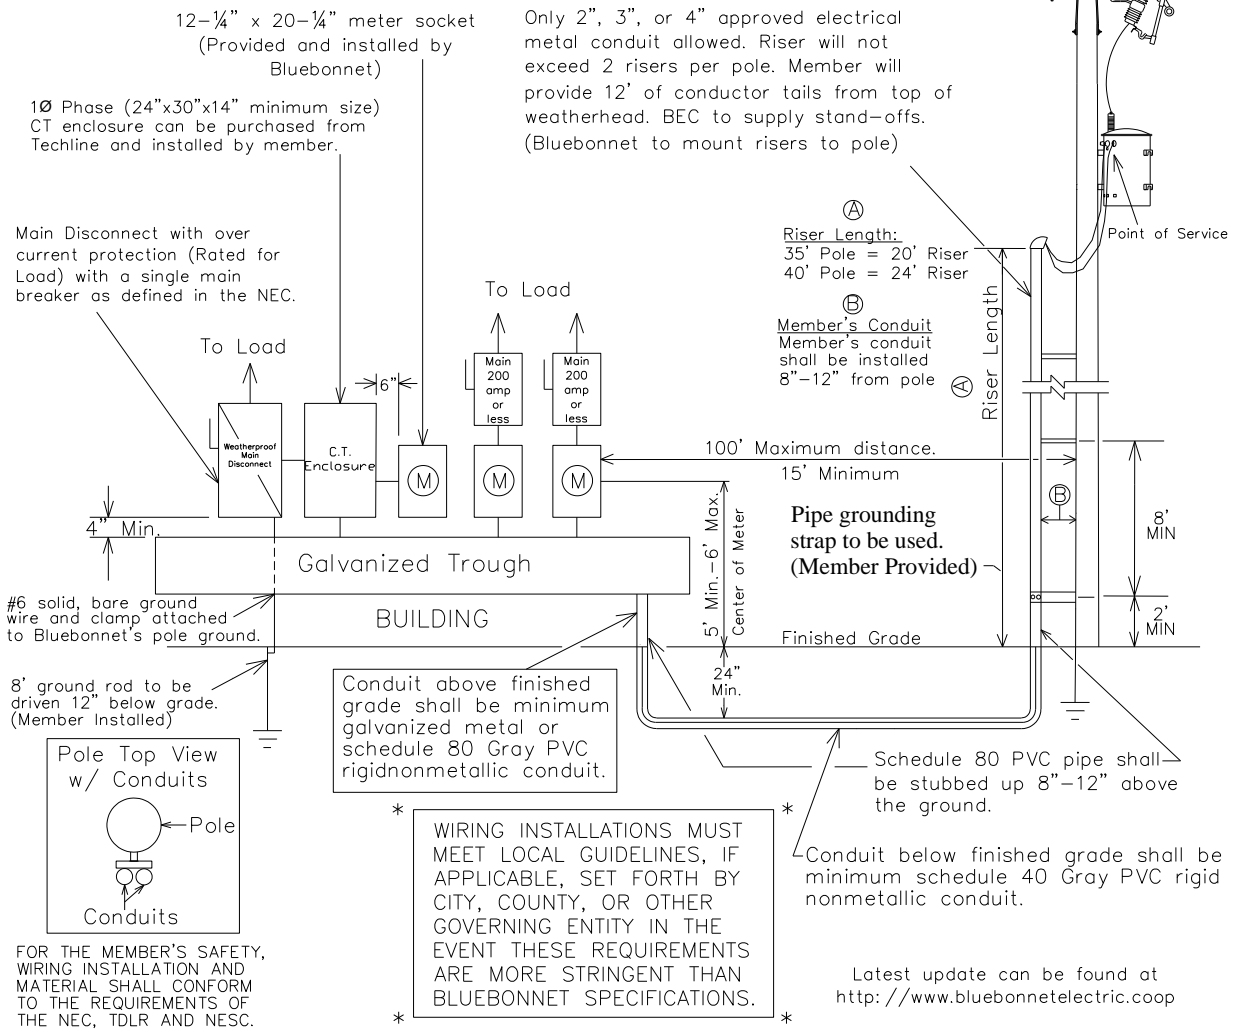 12-¼" x 20-¼" meter socket
(Provided and installed by
Bluebonnet)
Only 2", 3", or 4" approved electrical
metal conduit allowed. Riser will not
exceed 2 risers per pole. Member will
provide 12' of conductor tails from top of
weatherhead. BEC to supply stand-offs.
(Bluebonnet to mount risers to pole)
1Ø Phase (24"x30"x14" minimum size)
CT enclosure can be purchased from
Techline and installed by member.
Main Disconnect with over
current protection (Rated for
Load) with a single main
breaker as defined in the NEC.
A
Riser Length:
35' Pole = 20' Riser
40' Pole = 24' Riser
Point of Service
B
Member's Conduit
Member's conduit
shall be installed
8"-12" from pole
A
Riser Length
To Load
To Load
Main
200
amp
or
less
Main
200
amp
or
less
6"
Weatherproof
Main
Disconnect
C.T.
Enclosure
M
M
M
100' Maximum distance.
15' Minimum
B
8'
MIN
4" Min.
Galvanized Trough
5' Min.-6' Max.
Center of Meter
Pipe grounding
strap to be used.
(Member Provided)
#6 solid, bare ground
wire and clamp attached
to Bluebonnet's pole ground.
BUILDING
Finished Grade
2'
MIN
8' ground rod to be
driven 12" below grade.
(Member Installed)
Conduit above finished
grade shall be minimum
galvanized metal or
schedule 80 Gray PVC
rigidnonmetallic conduit.
24"
Min.
Schedule 80 PVC pipe shall
be stubbed up 8"-12" above
the ground.
Pole Top View
w/ Conduits
Pole
Conduits
* *
WIRING INSTALLATIONS MUST
MEET LOCAL GUIDELINES, IF
APPLICABLE, SET FORTH BY
CITY, COUNTY, OR OTHER
GOVERNING ENTITY IN THE
EVENT THESE REQUIREMENTS
ARE MORE STRINGENT THAN
BLUEBONNET SPECIFICATIONS.
* *
Conduit below finished grade shall be
minimum schedule 40 Gray PVC rigid
nonmetallic conduit.
FOR THE MEMBER'S SAFETY,
WIRING INSTALLATION AND
MATERIAL SHALL CONFORM
TO THE REQUIREMENTS OF
THE NEC, TDLR AND NESC.
Latest update can be found at
http://www.bluebonnetelectric.coop